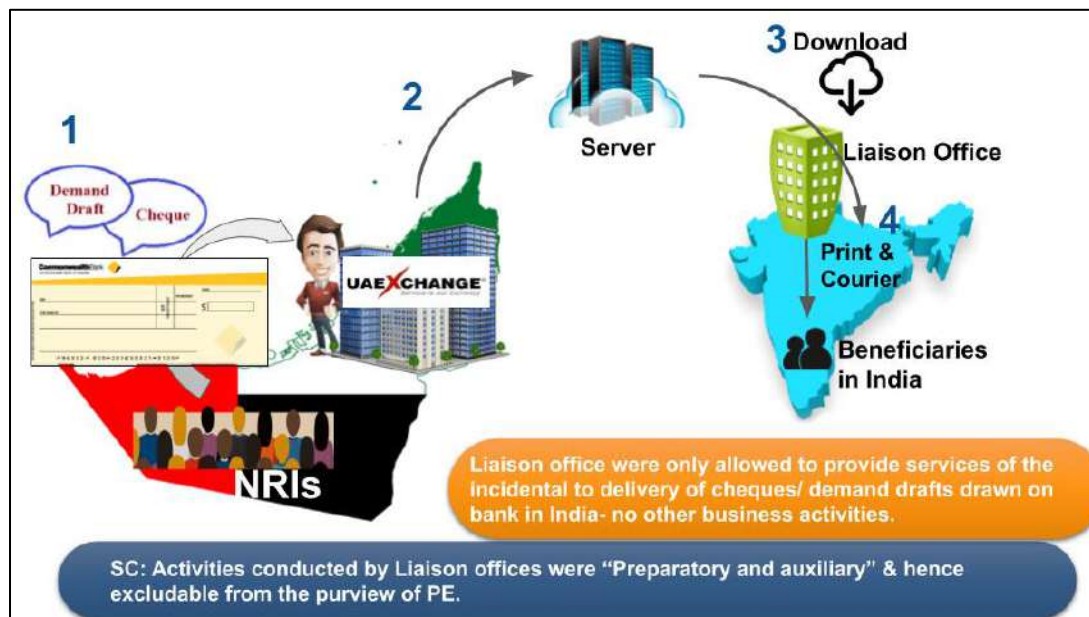 1
Demand
Draft
Cheque
CommonwealthBank
$
2
UAEXCHANGE
NRIs
Server
3 Download
Liaison Office
4
Print &
Courier
Beneficiaries
in India
Liaison office were only allowed to provide services of the
incidental to delivery of cheques/ demand drafts drawn on
bank in India- no other business activities.
SC: Activities conducted by Liaison offices were “Preparatory and auxiliary” & hence
excludable from the purview of PE.